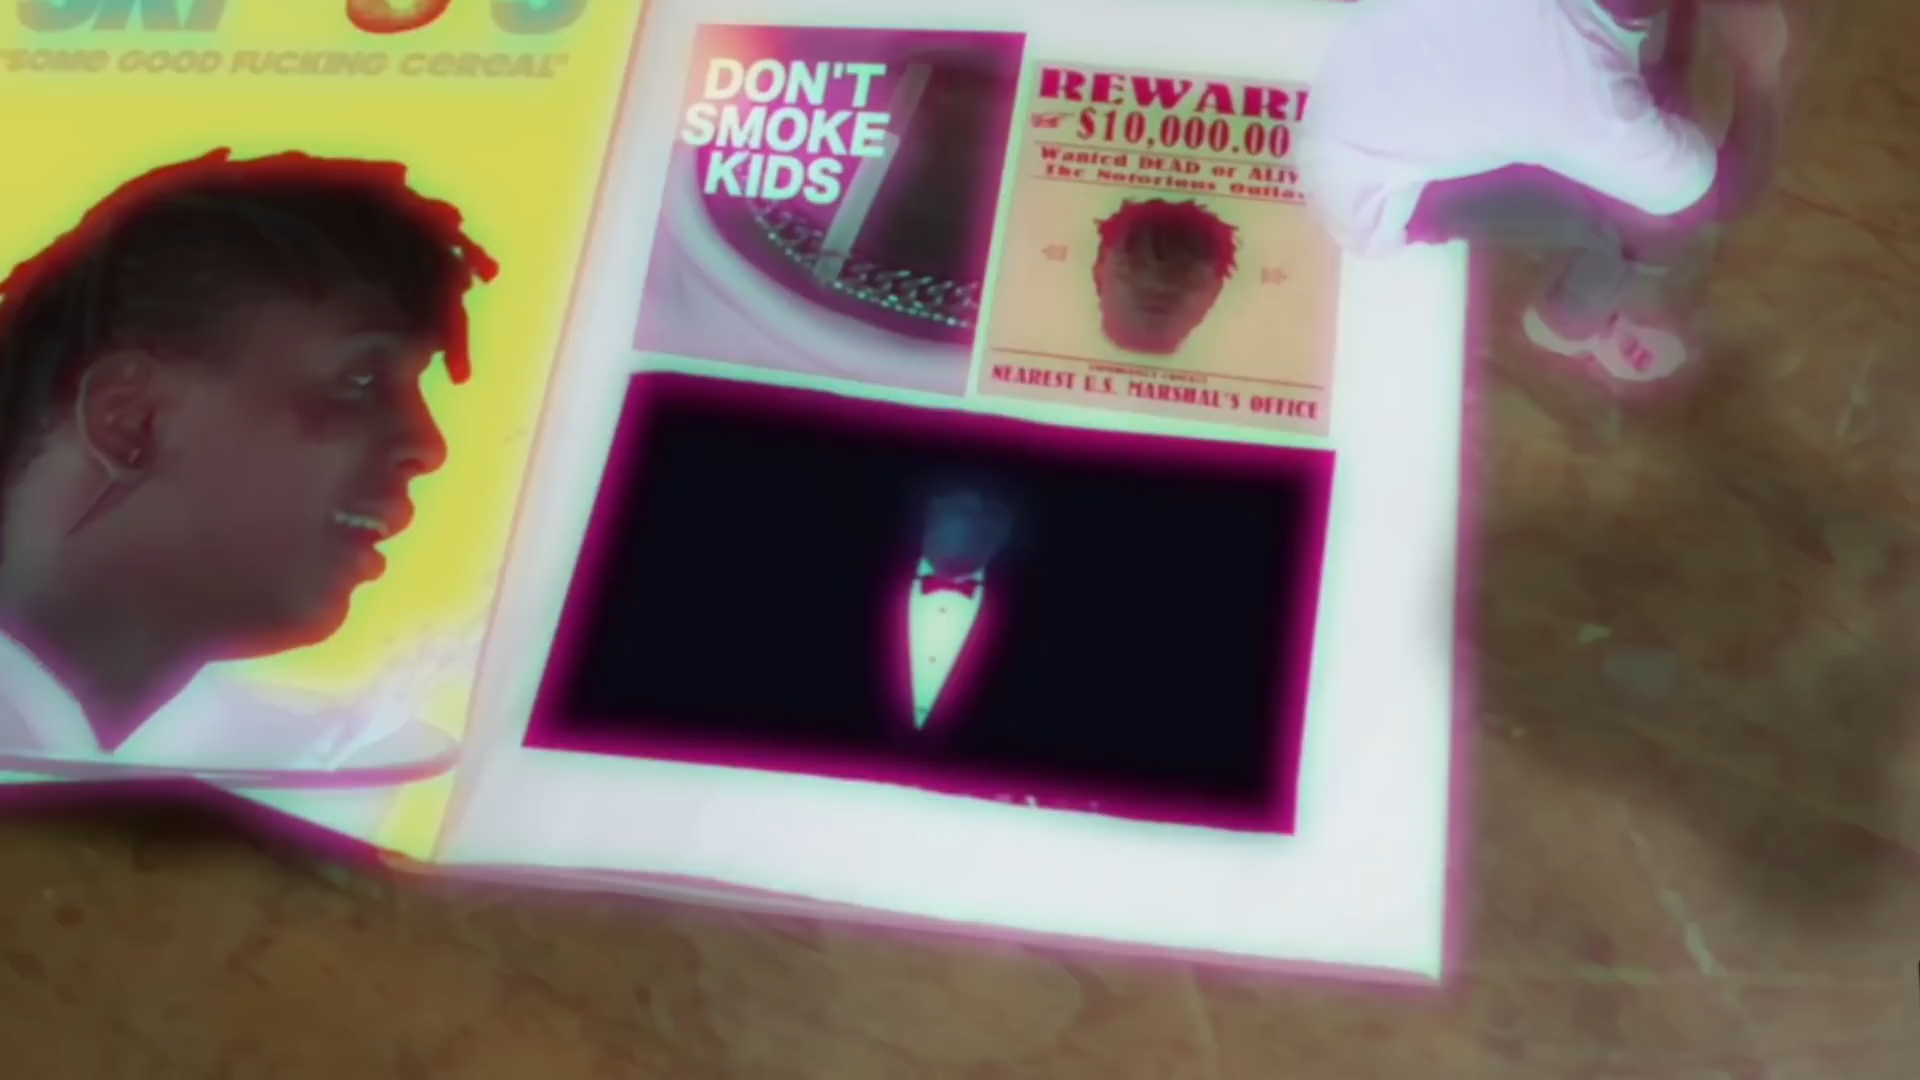 "SOME GOOD FUCKING CEREAL"
DON'T
SMOKE
KIDS
REWAR
$10,000.00
Wanted DEAD or ALIV
The Notorious Outla
NEAREST U.S. MARSHAL'S OFFICE